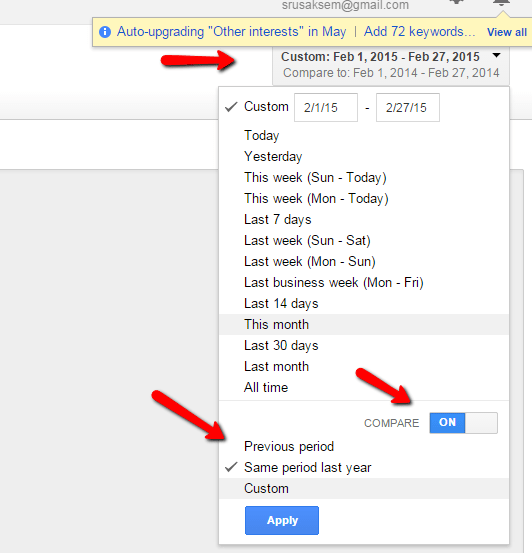 srusaksem@gmail.com
Auto-upgrading "Other interests" in May | Add 72 keywords... View all
Custom: Feb 1, 2015 - Feb 27, 2015
Compare to: Feb 1, 2014 - Feb 27, 2014
Custom 2/1/15 - 2/27/15
Today
Yesterday
This week (Sun - Today)
This week (Mon - Today)
Last 7 days
Last week (Sun - Sat)
Last week (Mon - Sun)
Last business week (Mon - Fri)
Last 14 days
This month
Last 30 days
Last month
All time
COMPARE ON
Previous period
Same period last year
Custom
Apply